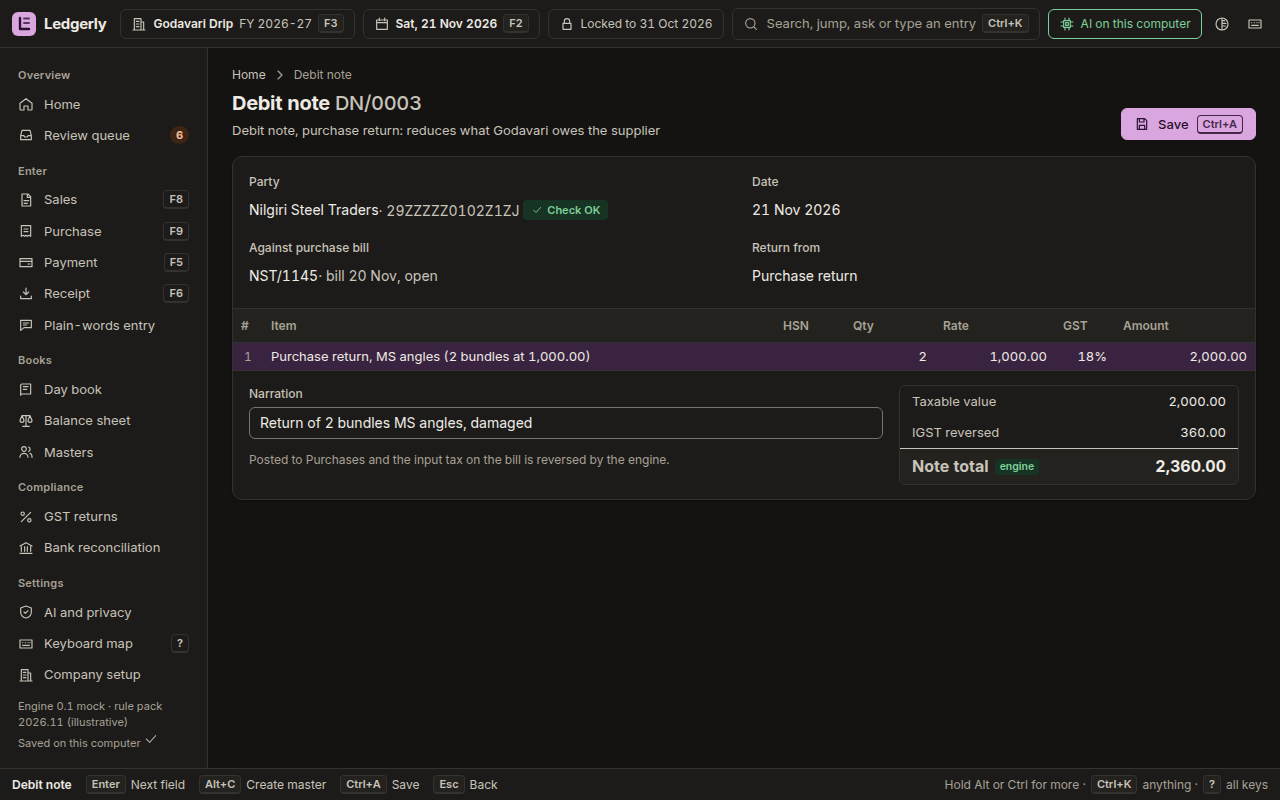 Ledgerly
Godavari Drip FY 2026-27 F3
Sat, 21 Nov 2026 F2
Locked to 31 Oct 2026
Search, jump, ask or type an entry Ctrl+K
AI on this computer
Overview
Home
Review queue 6
Enter
Sales F8
Purchase F9
Payment F5
Receipt F6
Plain-words entry
Books
Day book
Balance sheet
Masters
Compliance
GST returns
Bank reconciliation
Settings
AI and privacy
Keyboard map ?
Company setup
Engine 0.1 mock · rule pack
2026.11 (illustrative)
Saved on this computer
Home > Debit note
Debit note DN/0003
Debit note, purchase return: reduces what Godavari owes the supplier
Save Ctrl+A
Party
Nilgiri Steel Traders· 29ZZZZZ0102Z1ZJ Check OK
Date
21 Nov 2026
Against purchase bill
NST/1145· bill 20 Nov, open
Return from
Purchase return
# Item HSN Qty Rate GST Amount
1 Purchase return, MS angles (2 bundles at 1,000.00) 2 1,000.00 18% 2,000.00
Narration
Return of 2 bundles MS angles, damaged
Posted to Purchases and the input tax on the bill is reversed by the engine.
Taxable value 2,000.00
IGST reversed 360.00
Note total engine 2,360.00
Debit note Enter Next field Alt+C Create master Ctrl+A Save Esc Back
Hold Alt or Ctrl for more · Ctrl+K anything · ? all keys